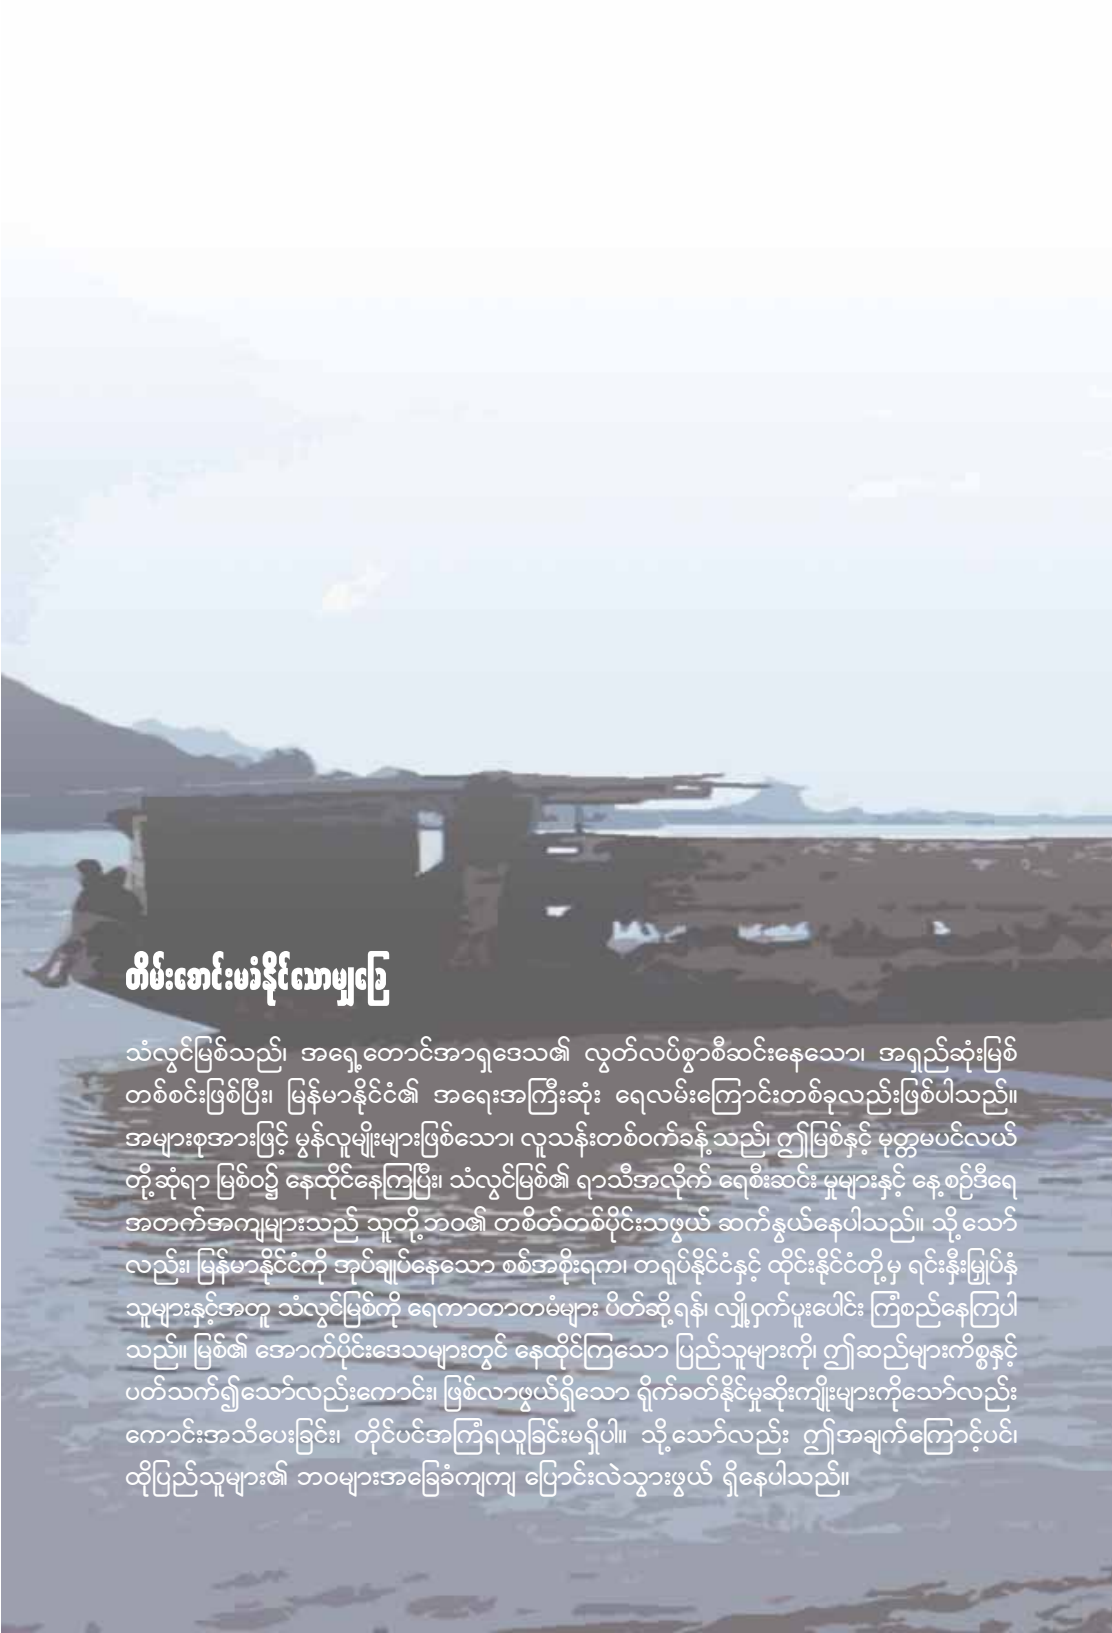 တိမ်းစောင်းမခံနိုင်သောမျှခြေ
သံလွင်မြစ်သည်၊ အရှေ့တောင်အာရှဒေသ၏ လွတ်လပ်စွာစီဆင်းနေသော၊ အရှည်ဆုံးမြစ်
တစ်စင်းဖြစ်ပြီး၊ မြန်မာနိုင်ငံ၏ အရေးအကြီးဆုံး ရေလမ်းကြောင်းတစ်ခုလည်းဖြစ်ပါသည်။
အများစုအားဖြင့် မွန်လူမျိုးများဖြစ်သော၊ လူသန်းတစ်ဝက်ခန့်သည်၊ ဤမြစ်နှင့် မုတ္တမပင်လယ်
တို့ဆုံရာ မြစ်ဝ၌ နေထိုင်နေကြပြီး၊ သံလွင်မြစ်၏ ရာသီအလိုက် ရေစီးဆင်း မှုများနှင့် နေ့စဉ်ဒီရေ
အတက်အကျများသည် သူတို့ဘဝ၏ တစိတ်တစ်ပိုင်းသဖွယ် ဆက်နွယ်နေပါသည်။ သို့သော်
လည်း၊ မြန်မာနိုင်ငံကို အုပ်ချုပ်နေသော စစ်အစိုးရက၊ တရုပ်နိုင်ငံနှင့် ထိုင်းနိုင်ငံတို့မှ ရင်းနှီးမြှုပ်နှံ
သူများနှင့်အတူ သံလွင်မြစ်ကို ရေကာတာတမံများ ပိတ်ဆို့ရန်၊ လျှို့ဝှက်ပူးပေါင်း ကြံစည်နေကြပါ
သည်။ မြစ်၏ အောက်ပိုင်းဒေသများတွင် နေထိုင်ကြသော ပြည်သူများကို၊ ဤဆည်များကိစ္စနှင့်
ပတ်သက်၍သော်လည်းကောင်း၊ ဖြစ်လာဖွယ်ရှိသော ရိုက်ခတ်နိုင်မှုဆိုးကျိုးများကိုသော်လည်း
ကောင်းအသိပေးခြင်း၊ တိုင်ပင်အကြံရယူခြင်းမရှိပါ။ သို့သော်လည်း ဤအချက်ကြောင့်ပင်၊
ထိုပြည်သူများ၏ ဘဝများအခြေခံကျကျ ပြောင်းလဲသွားဖွယ် ရှိနေပါသည်။